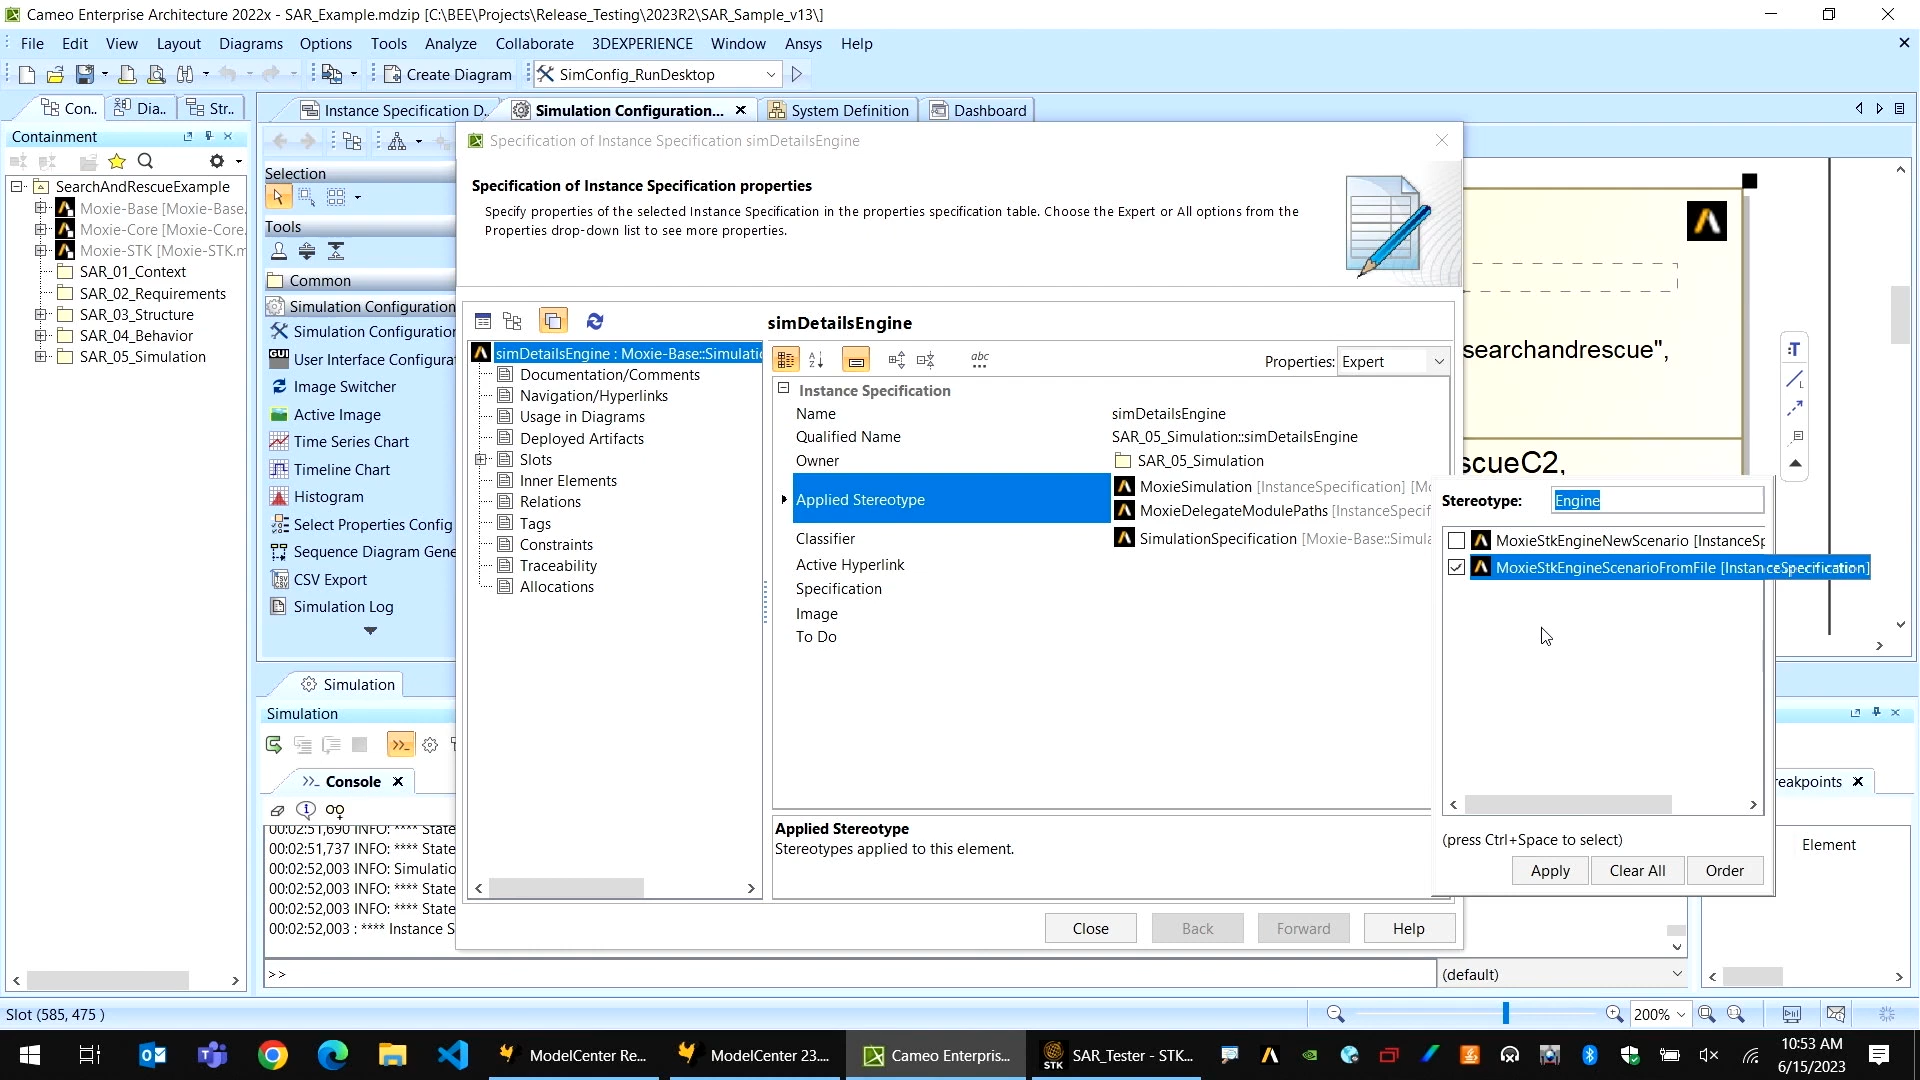 Cameo Enterprise Architecture 2022x - SAR_Example.mdzip [C:\BEE\Projects\Release_Testing\2023R2\SAR_Sample_v13\]
File Edit View Layout Diagrams Options Tools Analyze Collaborate 3DEXPERIENCE Window Ansys Help
Create Diagram SimConfig_RunDesktop
Con.. Dia.. Str..
Instance Specification D.. Simulation Configuration... System Definition Dashboard
Containment
SearchAndRescueExample
Moxie-Base [Moxie-Base.
Moxie-Core [Moxie-Core.
Moxie-STK [Moxie-STK.m
SAR_01_Context
SAR_02_Requirements
SAR_03_Structure
SAR_04_Behavior
SAR_05_Simulation
Selection
Tools
Common
Simulation Configuration
Simulation Configuration
GUI User Interface Configura
Image Switcher
Active Image
Time Series Chart
Timeline Chart
Histogram
Select Properties Config
Sequence Diagram Gene
CSV Export
Simulation Log
Specification of Instance Specification simDetailsEngine
Specification of Instance Specification properties
Specify properties of the selected Instance Specification in the properties specification table. Choose the Expert or All options from the
Properties drop-down list to see more properties.
simDetailsEngine : Moxie-Base::Simulatic
Documentation/Comments
Navigation/Hyperlinks
Usage in Diagrams
Deployed Artifacts
Slots
Inner Elements
Relations
Tags
Constraints
Traceability
Allocations
simDetailsEngine
abc
Properties: Expert
Instance Specification
Name simDetailsEngine
Qualified Name SAR_05_Simulation::simDetailsEngine
Owner SAR_05_Simulation
Applied Stereotype MoxieSimulation [InstanceSpecification] [Mo
MoxieDelegateModulePaths [InstanceSpecif
Classifier SimulationSpecification [Moxie-Base::Simula
Active Hyperlink
Specification
Image
To Do
Applied Stereotype
Stereotypes applied to this element.
Close Back Forward Help
searchandrescue",
scueC2,
Stereotype: Engine
MoxieStkEngineNewScenario [InstanceSp
MoxieStkEngineScenarioFromFile [InstanceSpecification]
(press Ctrl+Space to select)
Apply Clear All Order
Simulation
Simulation
Console
00:02:51,690 INFO: **** State
00:02:51,737 INFO: **** State
00:02:52,003 INFO: Simulatio
00:02:52,003 INFO: **** State
00:02:52,003 INFO: **** State
00:02:52,003 : **** Instance S
>>
(default)
reakpoints
Element
Slot (585, 475 )
200%
ModelCenter Re... ModelCenter 23.... Cameo Enterpris... STK SAR_Tester - STK...
10:53 AM
6/15/2023